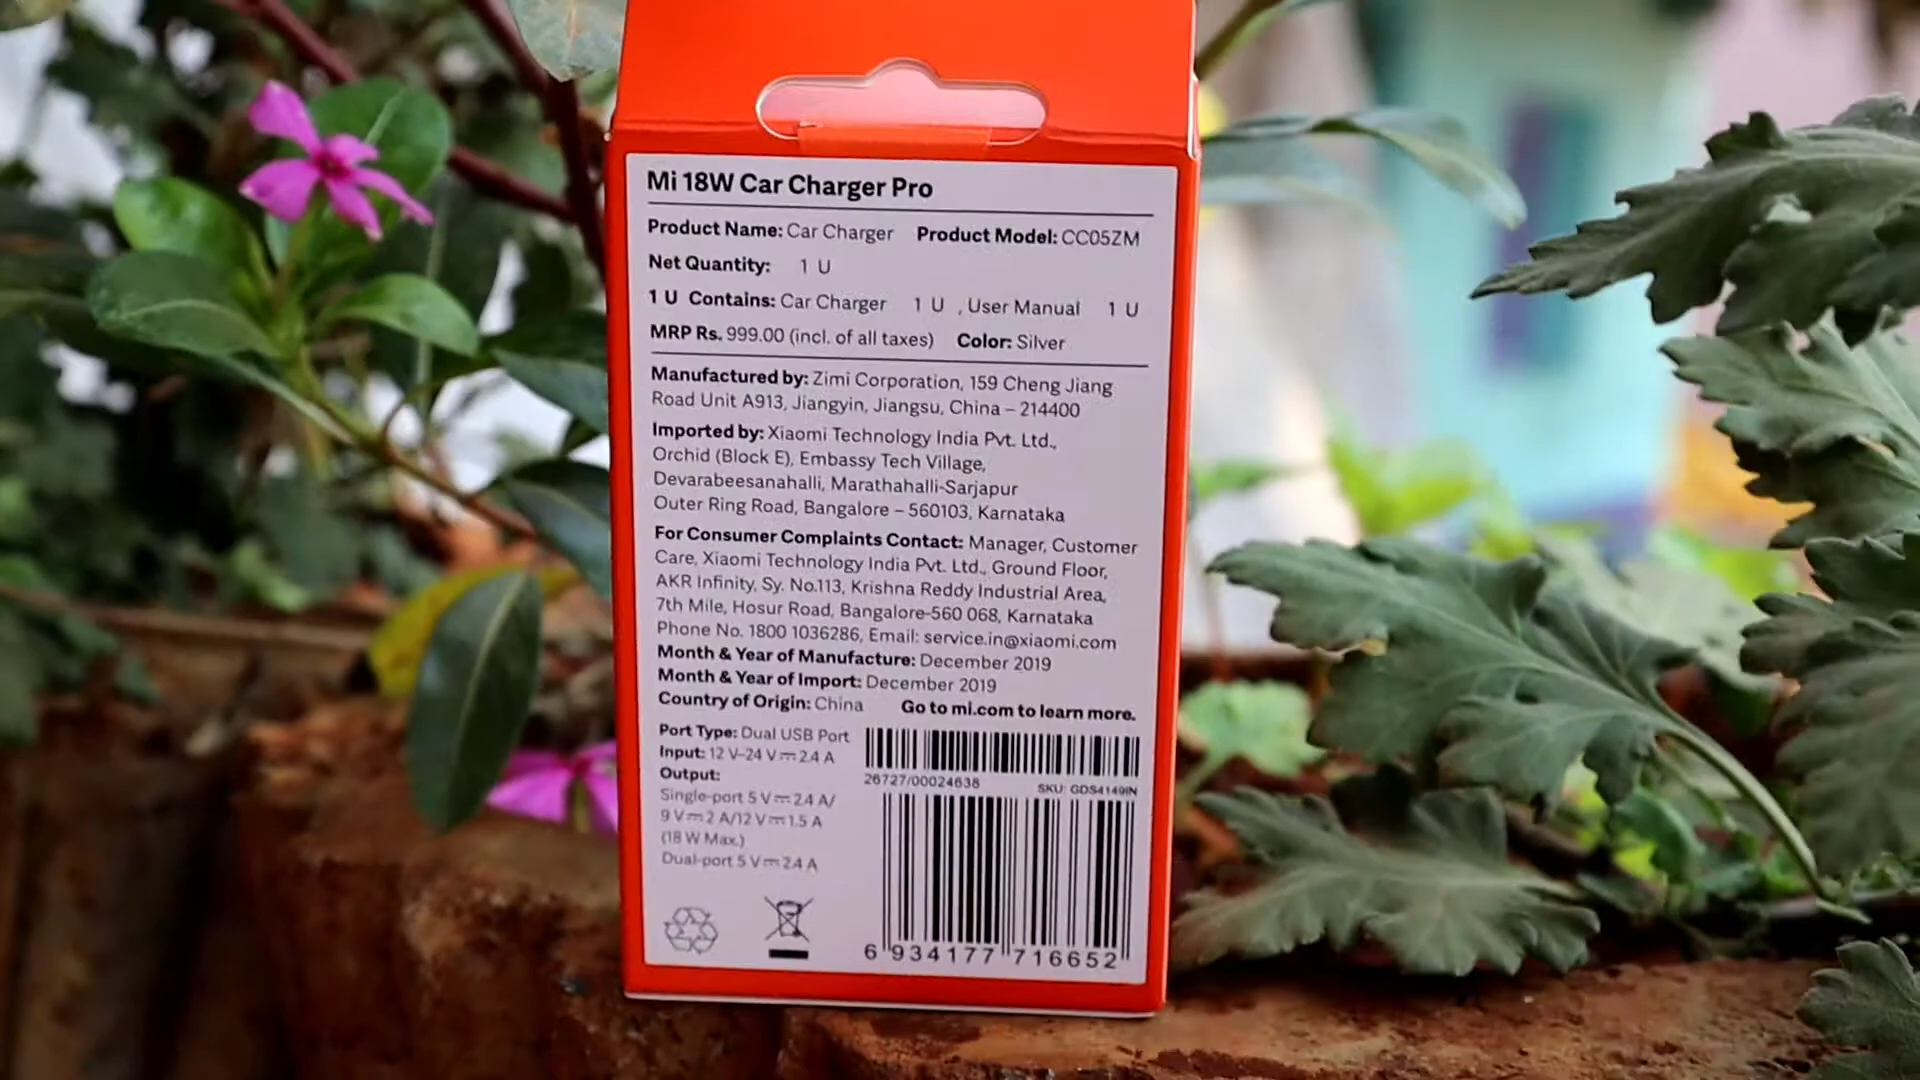 Mi 18W Car Charger Pro
Product Name: Car Charger Product Model: CC05ZM
Net Quantity: 1 U
1 U Contains: Car Charger 1 U , User Manual 1 U
MRP Rs. 999.00 (incl. of all taxes) Color: Silver
Manufactured by: Zimi Corporation, 159 Cheng Jiang
Road Unit A913, Jiangyin, Jiangsu, China – 214400
Imported by: Xiaomi Technology India Pvt. Ltd.,
Orchid (Block E), Embassy Tech Village,
Devarabeesanahalli, Marathahalli-Sarjapur
Outer Ring Road, Bangalore – 560103, Karnataka
For Consumer Complaints Contact: Manager, Customer
Care, Xiaomi Technology India Pvt. Ltd., Ground Floor,
AKR Infinity, Sy. No.113, Krishna Reddy Industrial Area,
7th Mile, Hosur Road, Bangalore-560 068, Karnataka
Phone No. 1800 1036286, Email: service.in@xiaomi.com
Month & Year of Manufacture: December 2019
Month & Year of Import: December 2019
Country of Origin: China Go to mi.com to learn more.
Port Type: Dual USB Port
Input: 12 V–24 V⎓2.4 A
Output:
Single-port 5 V⎓2.4 A/
9 V⎓2 A/12 V⎓1.5 A
(18 W Max.)
Dual-port 5 V⎓2.4 A
26727/00024638 SKU: GDS4149IN
6 934177 716652